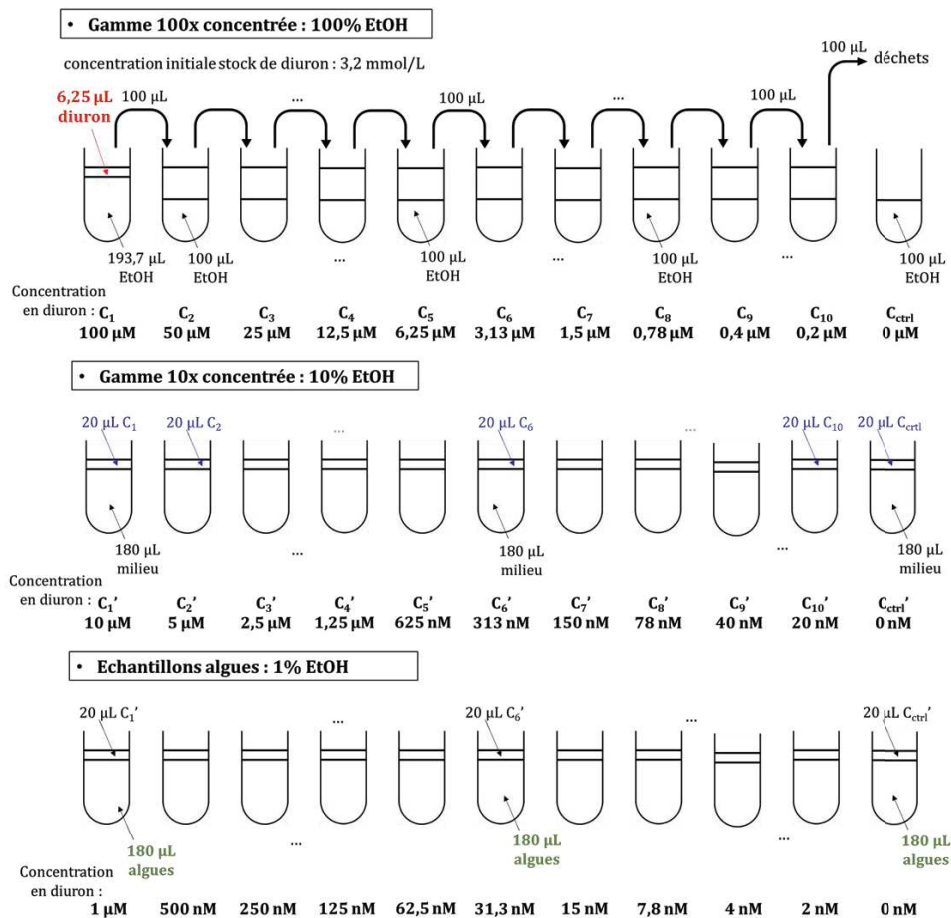 • Gamme 100x concentrée : 100% EtOH
concentration initiale stock de diuron : 3,2 mmol/L
100 µL
déchets
6,25 µL
diuron
100 µL
...
100 µL
...
100 µL
193,7 µL
EtOH
100 µL
EtOH
...
100 µL
EtOH
...
100 µL
EtOH
...
100 µL
EtOH
Concentration
en diuron :
C₁ C₂ C₃ C₄ C₅ C₆ C₇ C₈ C₉ C₁₀ Cctrl
100 µM 50 µM 25 µM 12,5 µM 6,25 µM 3,13 µM 1,5 µM 0,78 µM 0,4 µM 0,2 µM 0 µM
• Gamme 10x concentrée : 10% EtOH
20 µL C₁ 20 µL C₂ ... 20 µL C₆ ... 20 µL C₁₀ 20 µL Ccrtl
180 µL
milieu
...
180 µL
milieu
...
180 µL
milieu
Concentration
en diuron :
C₁' C₂' C₃' C₄' C₅' C₆' C₇' C₈' C₉' C₁₀' Cctrl'
10 µM 5 µM 2,5 µM 1,25 µM 625 nM 313 nM 150 nM 78 nM 40 nM 20 nM 0 nM
• Echantillons algues : 1% EtOH
20 µL C₁' ... 20 µL C₆' ... 20 µL Cctrl'
180 µL
algues
...
180 µL
algues
...
180 µL
algues
Concentration
en diuron :
1 µM 500 nM 250 nM 125 nM 62,5 nM 31,3 nM 15 nM 7,8 nM 4 nM 2 nM 0 nM